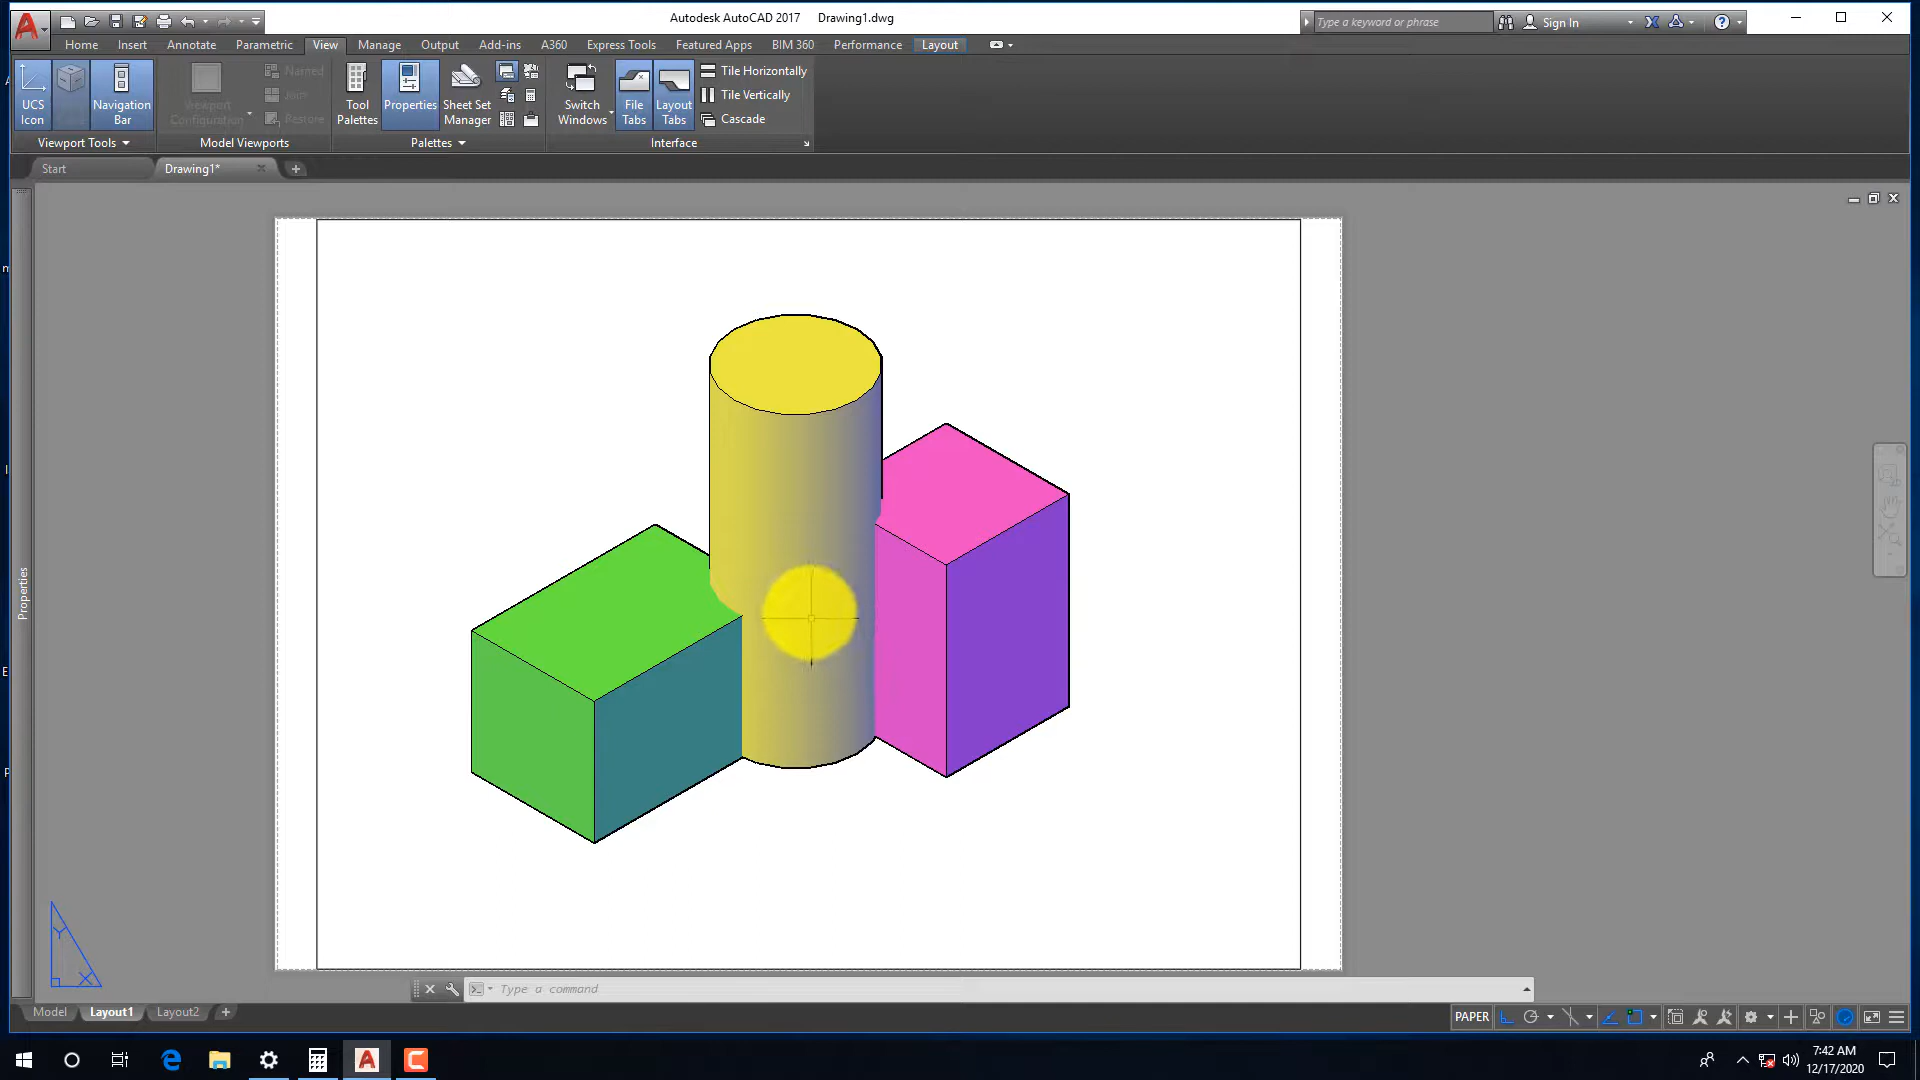 Autodesk AutoCAD 2017 Drawing1.dwg
Type a keyword or phrase
Sign In
Home Insert Annotate Parametric View Manage Output Add-ins A360 Express Tools Featured Apps BIM 360 Performance Layout
UCS
Icon
Navigation
Bar
Viewport
Configuration
Named
Join
Restore
Tool
Palettes
Properties
Sheet Set
Manager
Switch
Windows
File
Tabs
Layout
Tabs
Tile Horizontally
Tile Vertically
Cascade
Viewport Tools Model Viewports Palettes Interface
Start Drawing1*
Properties
Y
X
Type a command
Model Layout1 Layout2
PAPER
7:42 AM
12/17/2020